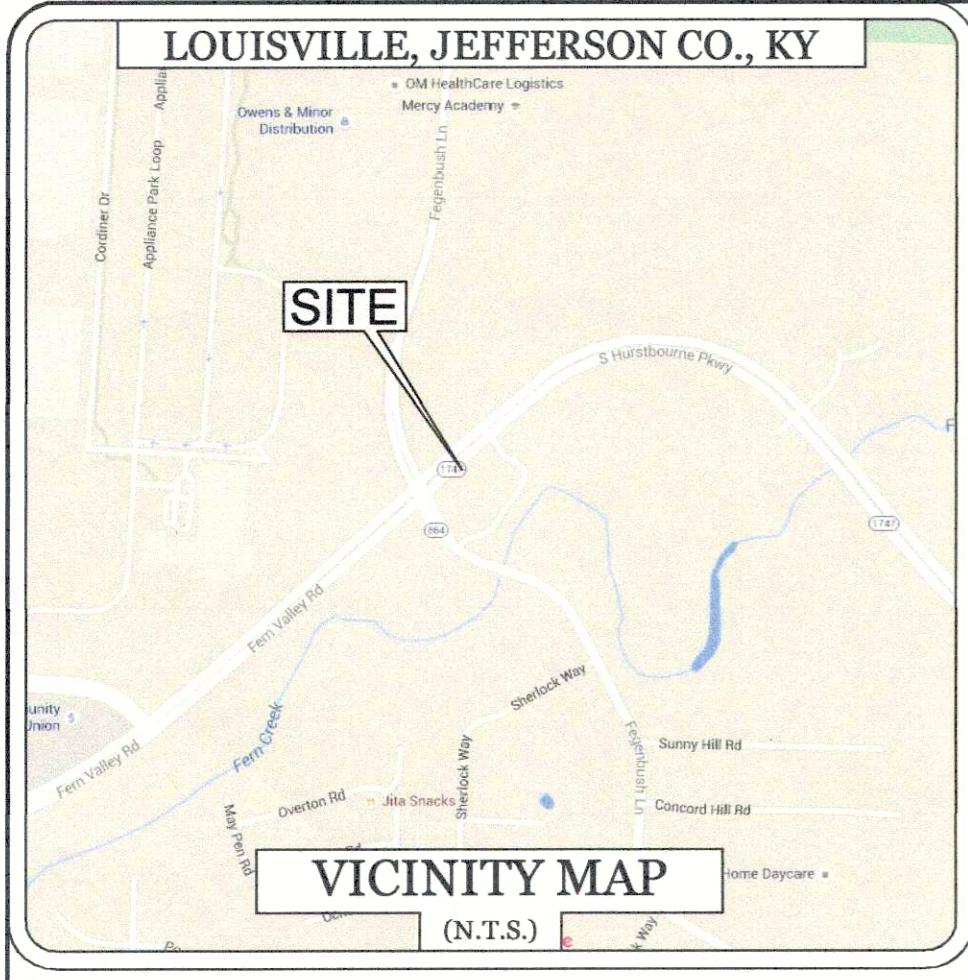 LOUISVILLE, JEFFERSON CO., KY
OM HealthCare Logistics
Mercy Academy
Owens & Minor
Distribution
Fegenbush Ln
Appliance Park Loop
Cordiner Dr
SITE
S Hurstbourne Pkwy
1747
864
1747
Fern Valley Rd
Sherlock Way
Fern Creek
Fern Valley Rd
Fegenbush Ln
Sunny Hill Rd
Sherlock Way
Overton Rd
Jita Snacks
Concord Hill Rd
May Pen Rd
VICINITY MAP
Home Daycare
(N.T.S.)